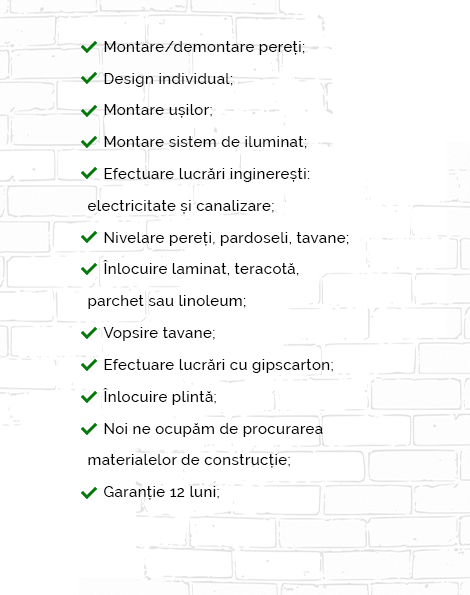 Montare/demontare pereți;
Design individual;
Montare ușilor;
Montare sistem de iluminat;
Efectuare lucrări inginerești:
electricitate și canalizare;
Nivelare pereți, pardoseli, tavane;
Înlocuire laminat, teracotă,
parchet sau linoleum;
Vopsire tavane;
Efectuare lucrări cu gipscarton;
Înlocuire plintă;
Noi ne ocupăm de procurarea
materialelor de construcție;
Garanție 12 luni;